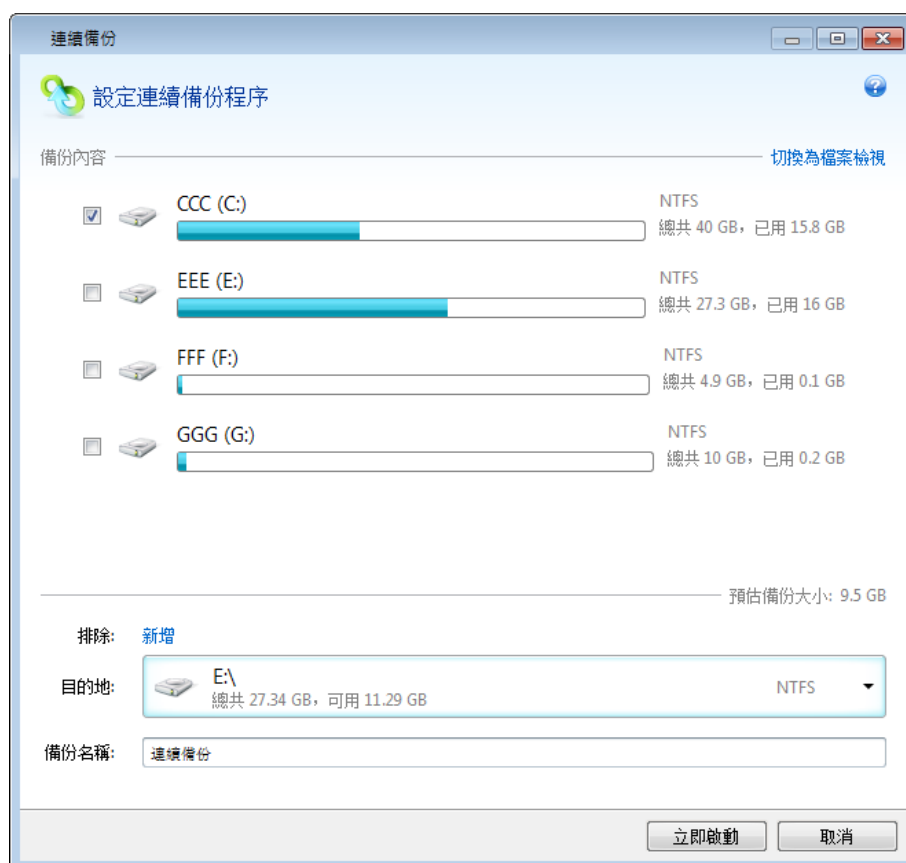 連續備份
設定連續備份程序
備份內容 切換為檔案檢視
CCC (C:) NTFS
總共 40 GB，已用 15.8 GB
EEE (E:) NTFS
總共 27.3 GB，已用 16 GB
FFF (F:) NTFS
總共 4.9 GB，已用 0.1 GB
GGG (G:) NTFS
總共 10 GB，已用 0.2 GB
預估備份大小: 9.5 GB
排除: 新增
目的地: E:\ NTFS
總共 27.34 GB，可用 11.29 GB
備份名稱: 連續備份
立即啟動 取消